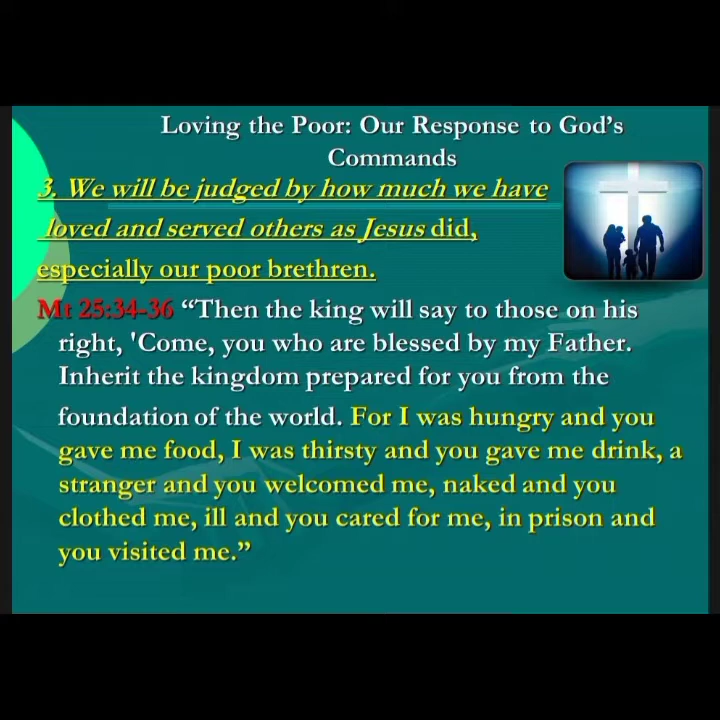 Loving the Poor: Our Response to God’s
Commands
3. We will be judged by how much we have
loved and served others as Jesus did,
especially our poor brethren.
Mt 25:34-36 “Then the king will say to those on his
right, 'Come, you who are blessed by my Father.
Inherit the kingdom prepared for you from the
foundation of the world. For I was hungry and you
gave me food, I was thirsty and you gave me drink, a
stranger and you welcomed me, naked and you
clothed me, ill and you cared for me, in prison and
you visited me.”